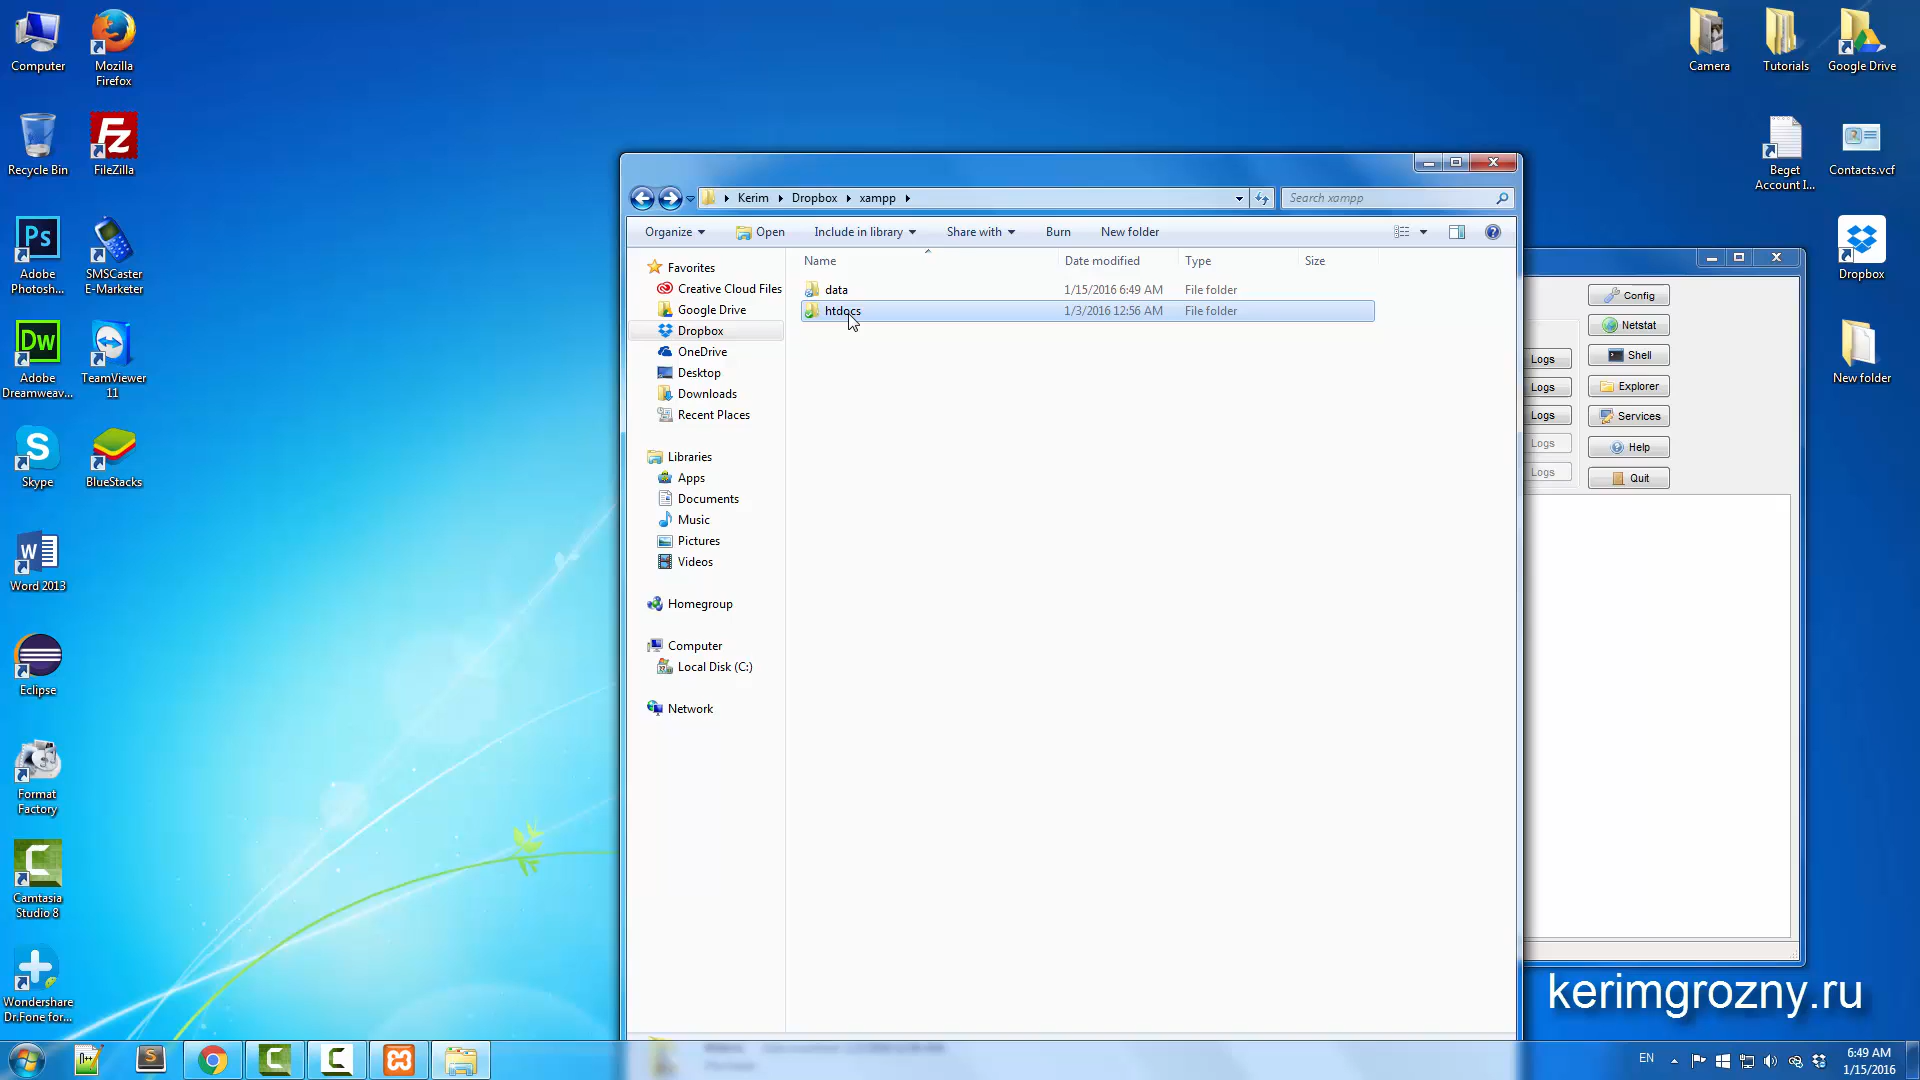 Computer
Mozilla
Firefox
Recycle Bin
FileZilla
Adobe
Photosh...
SMSCaster
E-Marketer
Adobe
Dreamweav...
TeamViewer
11
Skype
BlueStacks
Word 2013
Eclipse
Format
Factory
Camtasia
Studio 8
Wondershare
Dr.Fone for...
Camera
Tutorials
Google Drive
Beget
Account I...
Contacts.vcf
Dropbox
New folder
Kerim
Dropbox
xampp
Search xampp
Organize
Open
Include in library
Share with
Burn
New folder
Name
Date modified
Type
Size
data
1/15/2016 6:49 AM
File folder
htdocs
1/3/2016 12:56 AM
File folder
Favorites
Creative Cloud Files
Google Drive
Dropbox
OneDrive
Desktop
Downloads
Recent Places
Libraries
Apps
Documents
Music
Pictures
Videos
Homegroup
Computer
Local Disk (C:)
Network
Config
Netstat
Logs
Shell
Logs
Explorer
Logs
Services
Logs
Help
Logs
Quit
kerimgrozny.ru
EN
6:49 AM
1/15/2016